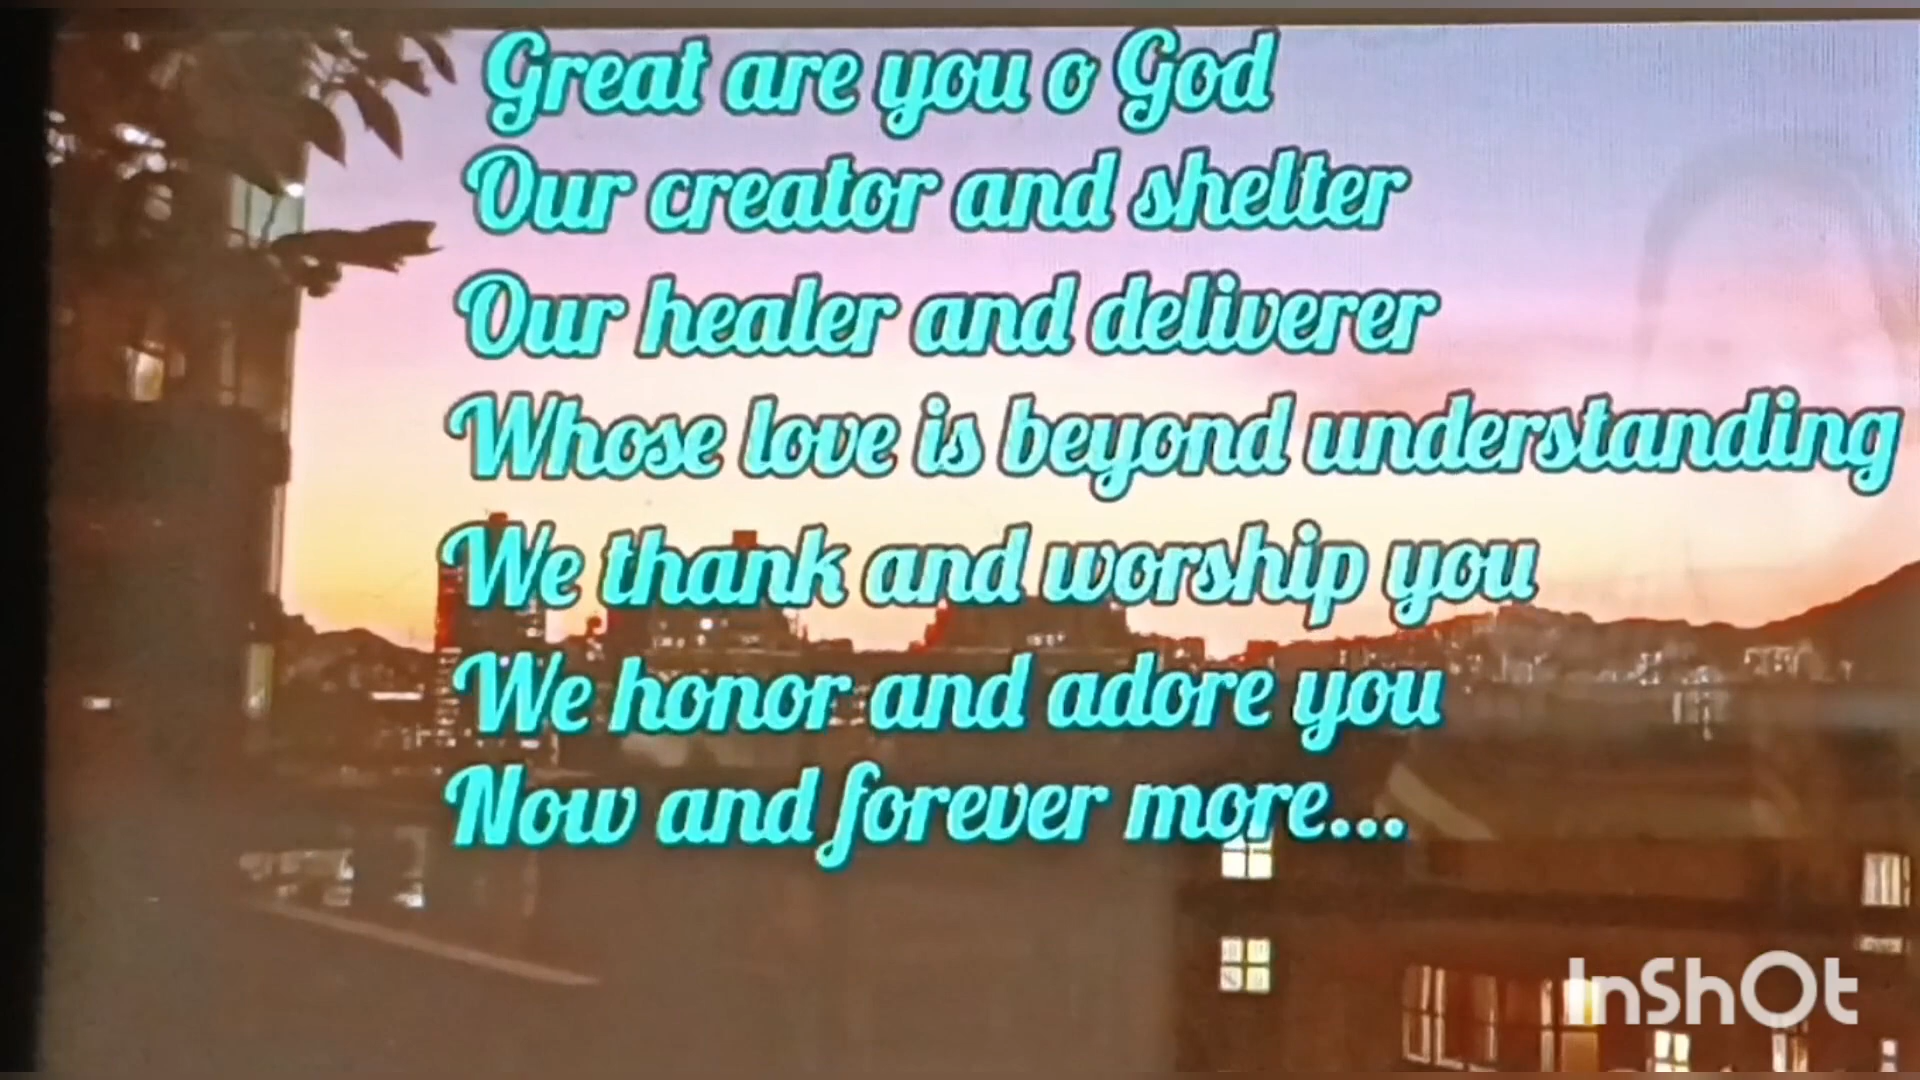 Great are you o God
Our creator and shelter
Our healer and deliverer
Whose love is beyond understanding
We thank and worship you
We honor and adore you
Now and forever more...
InShOt